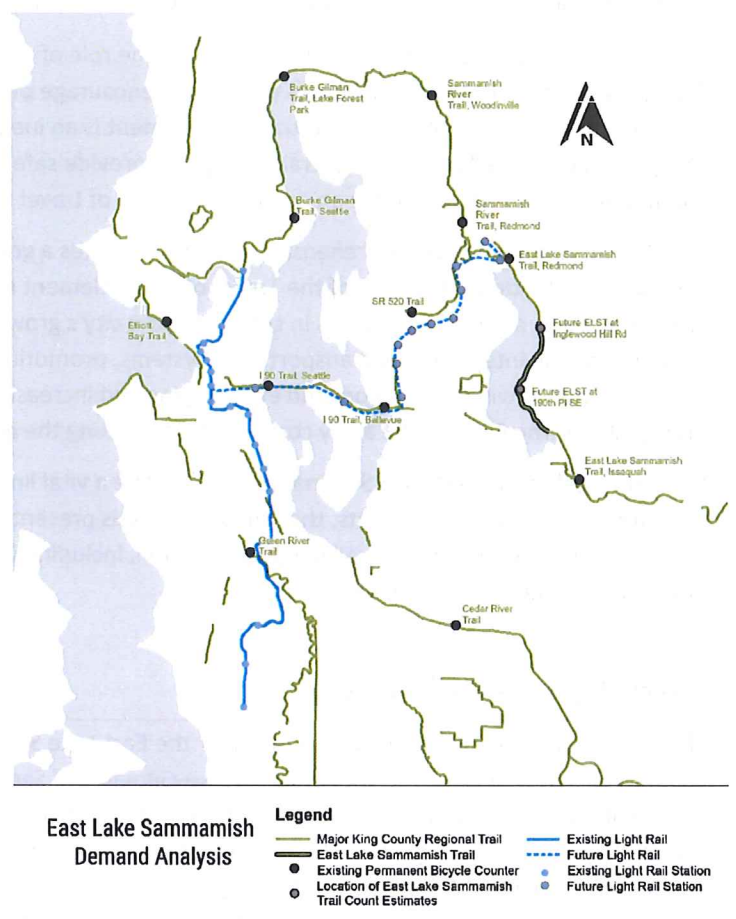 Burke Gilman
Trail, Lake Forest
Park
Sammamish
River
Trail, Woodinville
N
Burke Gilman
Trail, Seattle
Sammamish
River
Trail, Redmond
East Lake Sammamish
Trail, Redmond
SR 520 Trail
Elliott
Bay Trail
Future ELST at
Inglewood Hill Rd
I 90 Trail, Seattle
Future ELST at
190th Pl SE
I 90 Trail, Bellevue
East Lake Sammamish
Trail, Issaquah
Green River
Trail
Cedar River
Trail
East Lake Sammamish
Demand Analysis
Legend
Major King County Regional Trail
East Lake Sammamish Trail
Existing Permanent Bicycle Counter
Location of East Lake Sammamish
Trail Count Estimates
Existing Light Rail
Future Light Rail
Existing Light Rail Station
Future Light Rail Station